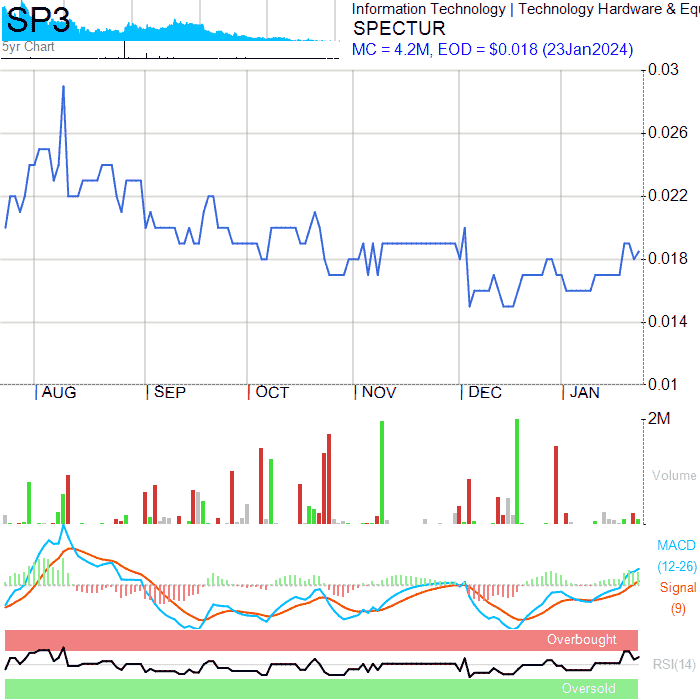 SP3
5yr Chart
Information Technology | Technology Hardware & Equ
SPECTUR
MC = 4.2M, EOD = $0.018 (23Jan2024)
0.03
0.026
0.022
0.018
0.014
0.01
AUG SEP OCT NOV DEC JAN
2M
Volume
MACD
(12-26)
Signal
(9)
Overbought
RSI(14)
Oversold